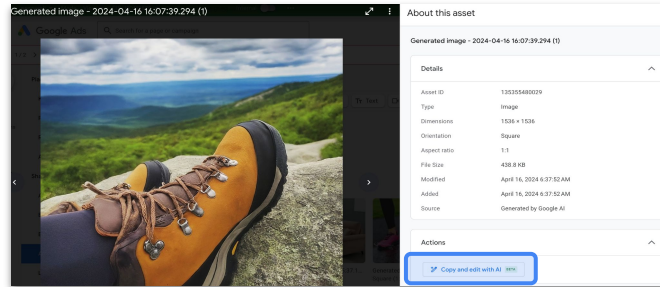 Generated image - 2024-04-16 16:07:39.294 (1)
Google Ads
About this asset
Generated image - 2024-04-16 16:07:39.294 (1)
Details
Asset ID 135355480029
Type Image
Dimensions 1536 × 1536
Orientation Square
Aspect ratio 1:1
File Size 438.8 KB
Modified April 16, 2024 6:37:52 AM
Added April 16, 2024 6:37:52 AM
Source Generated by Google AI
Actions
Copy and edit with AI BETA